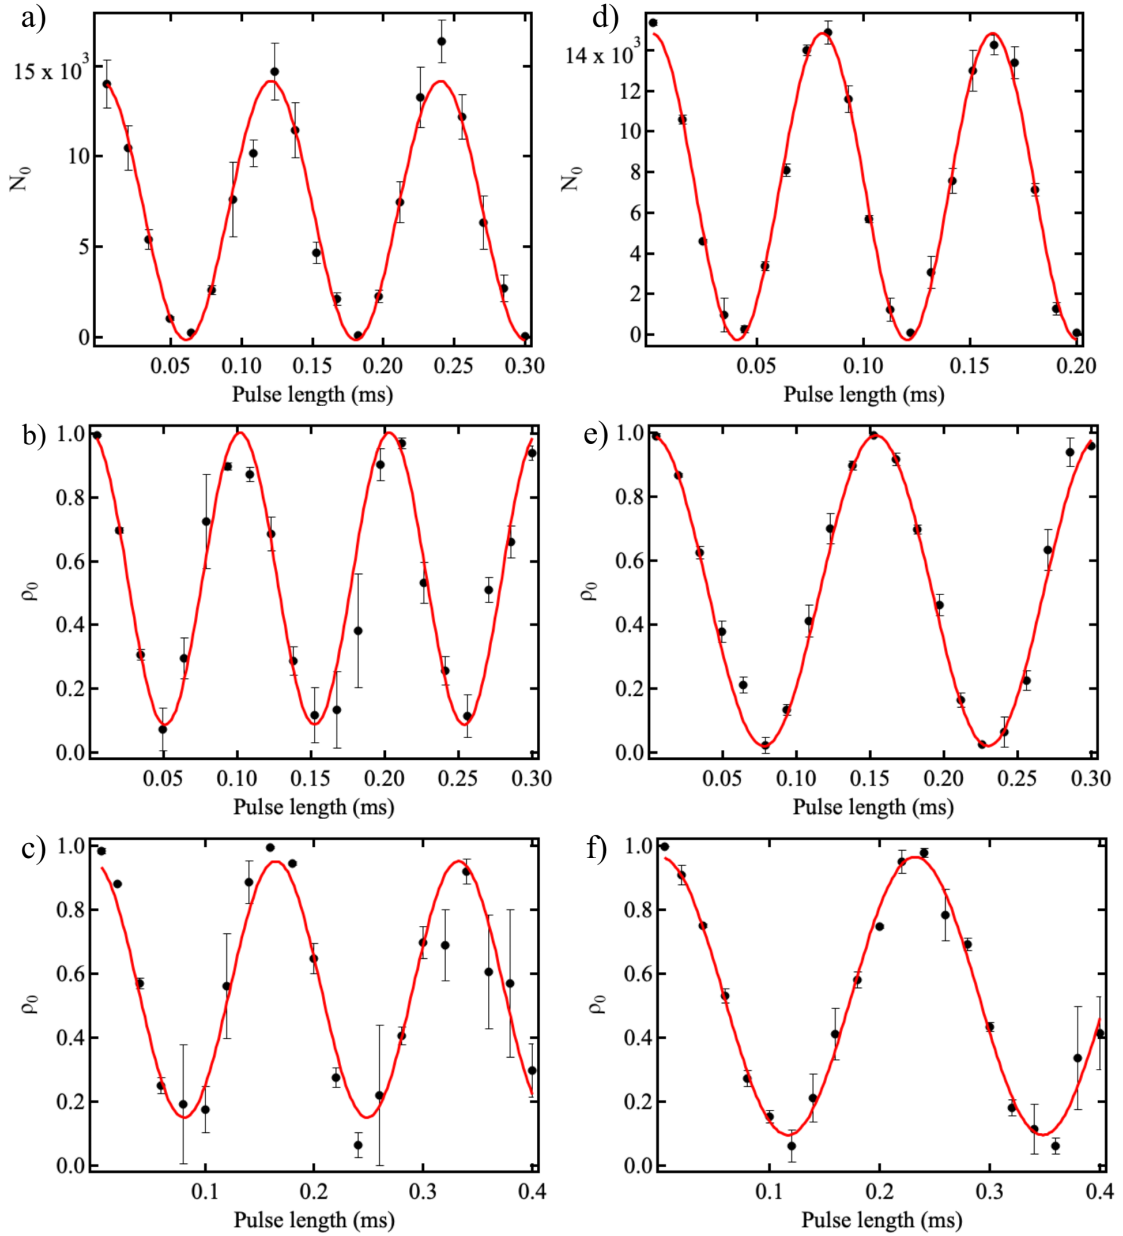 a)
15 x 10³
10
5
0
N₀
0.05 0.10 0.15 0.20 0.25 0.30
Pulse length (ms)
d)
14 x 10³
12
10
8
6
4
2
0
N₀
0.05 0.10 0.15 0.20
Pulse length (ms)
b)
1.0
0.8
0.6
0.4
0.2
0.0
ρ₀
0.05 0.10 0.15 0.20 0.25 0.30
Pulse length (ms)
e)
1.0
0.8
0.6
0.4
0.2
0.0
ρ₀
0.05 0.10 0.15 0.20 0.25 0.30
Pulse length (ms)
c)
1.0
0.8
0.6
0.4
0.2
0.0
ρ₀
0.1 0.2 0.3 0.4
Pulse length (ms)
f)
1.0
0.8
0.6
0.4
0.2
0.0
ρ₀
0.1 0.2 0.3 0.4
Pulse length (ms)